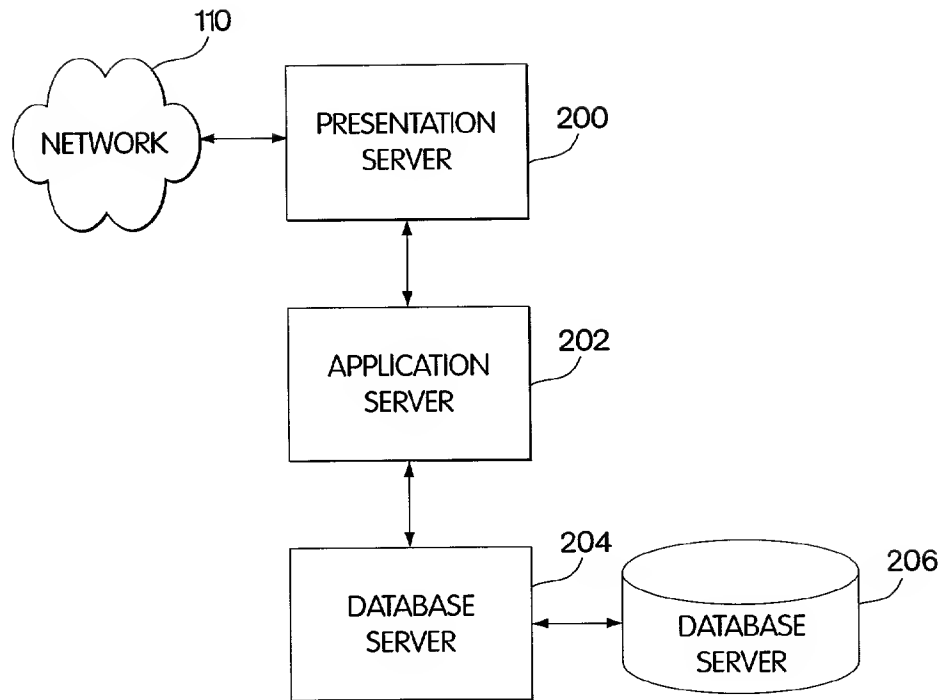 110
NETWORK
PRESENTATION
SERVER
200
APPLICATION
SERVER
202
DATABASE
SERVER
204
DATABASE
SERVER
206